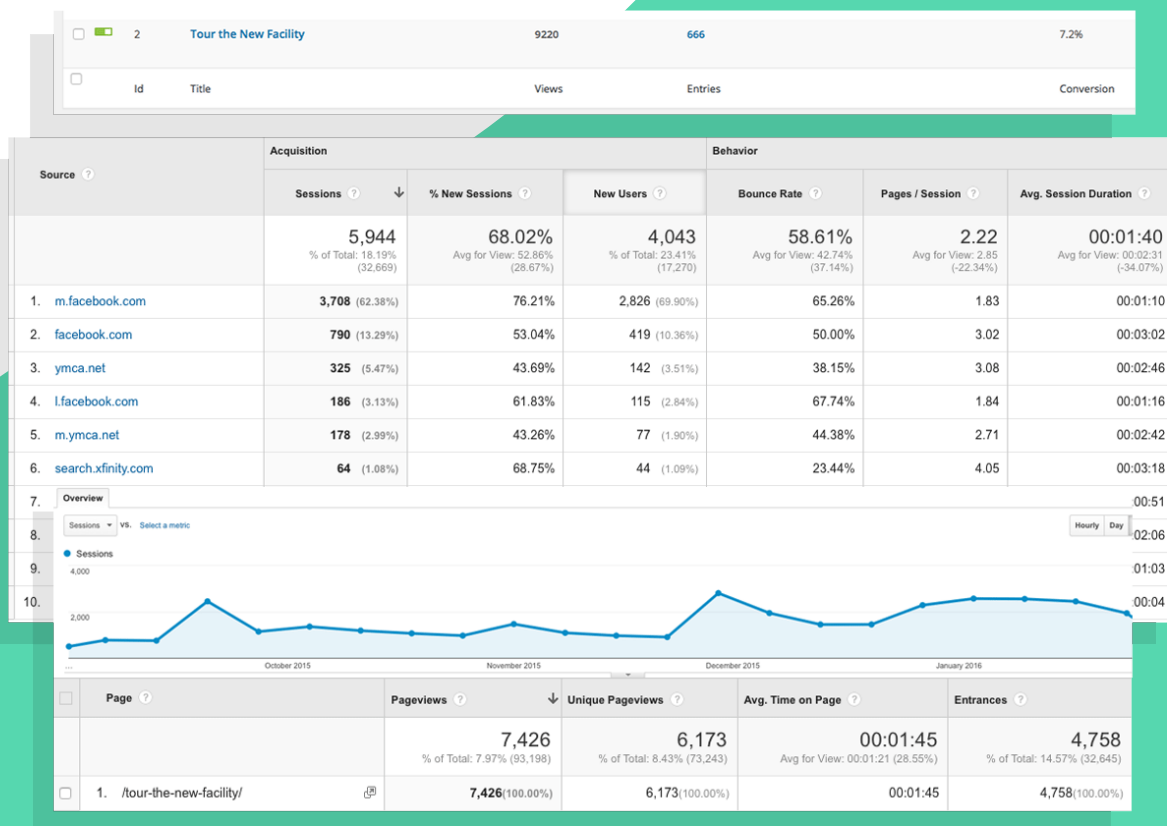 2 Tour the New Facility 9220 666 7.2%
Id Title Views Entries Conversion
Acquisition Behavior
Source ? Sessions ? % New Sessions ? New Users ? Bounce Rate ? Pages / Session ? Avg. Session Duration ?
5,944 68.02% 4,043 58.61% 2.22 00:01:40
% of Total: 18.19% Avg for View: 52.86% % of Total: 23.41% Avg for View: 42.74% Avg for View: 2.85 Avg for View: 00:02:31
(32,669) (28.67%) (17,270) (37.14%) (-22.34%) (-34.07%)
1. m.facebook.com 3,708 (62.38%) 76.21% 2,826 (69.90%) 65.26% 1.83 00:01:10
2. facebook.com 790 (13.29%) 53.04% 419 (10.36%) 50.00% 3.02 00:03:02
3. ymca.net 325 (5.47%) 43.69% 142 (3.51%) 38.15% 3.08 00:02:46
4. l.facebook.com 186 (3.13%) 61.83% 115 (2.84%) 67.74% 1.84 00:01:16
5. m.ymca.net 178 (2.99%) 43.26% 77 (1.90%) 44.38% 2.71 00:02:42
6. search.xfinity.com 64 (1.08%) 68.75% 44 (1.09%) 23.44% 4.05 00:03:18
7. Overview :00:51
Sessions vs. Select a metric Hourly Day
8. :02:06
Sessions
9. 4,000 :01:03
10. 2,000 :00:04
... October 2015 November 2015 December 2015 January 2016
Page ? Pageviews ? Unique Pageviews ? Avg. Time on Page ? Entrances ?
7,426 6,173 00:01:45 4,758
% of Total: 7.97% (93,198) % of Total: 8.43% (73,243) Avg for View: 00:01:21 (28.55%) % of Total: 14.57% (32,645)
1. /tour-the-new-facility/ 7,426(100.00%) 6,173(100.00%) 00:01:45 4,758(100.00%)